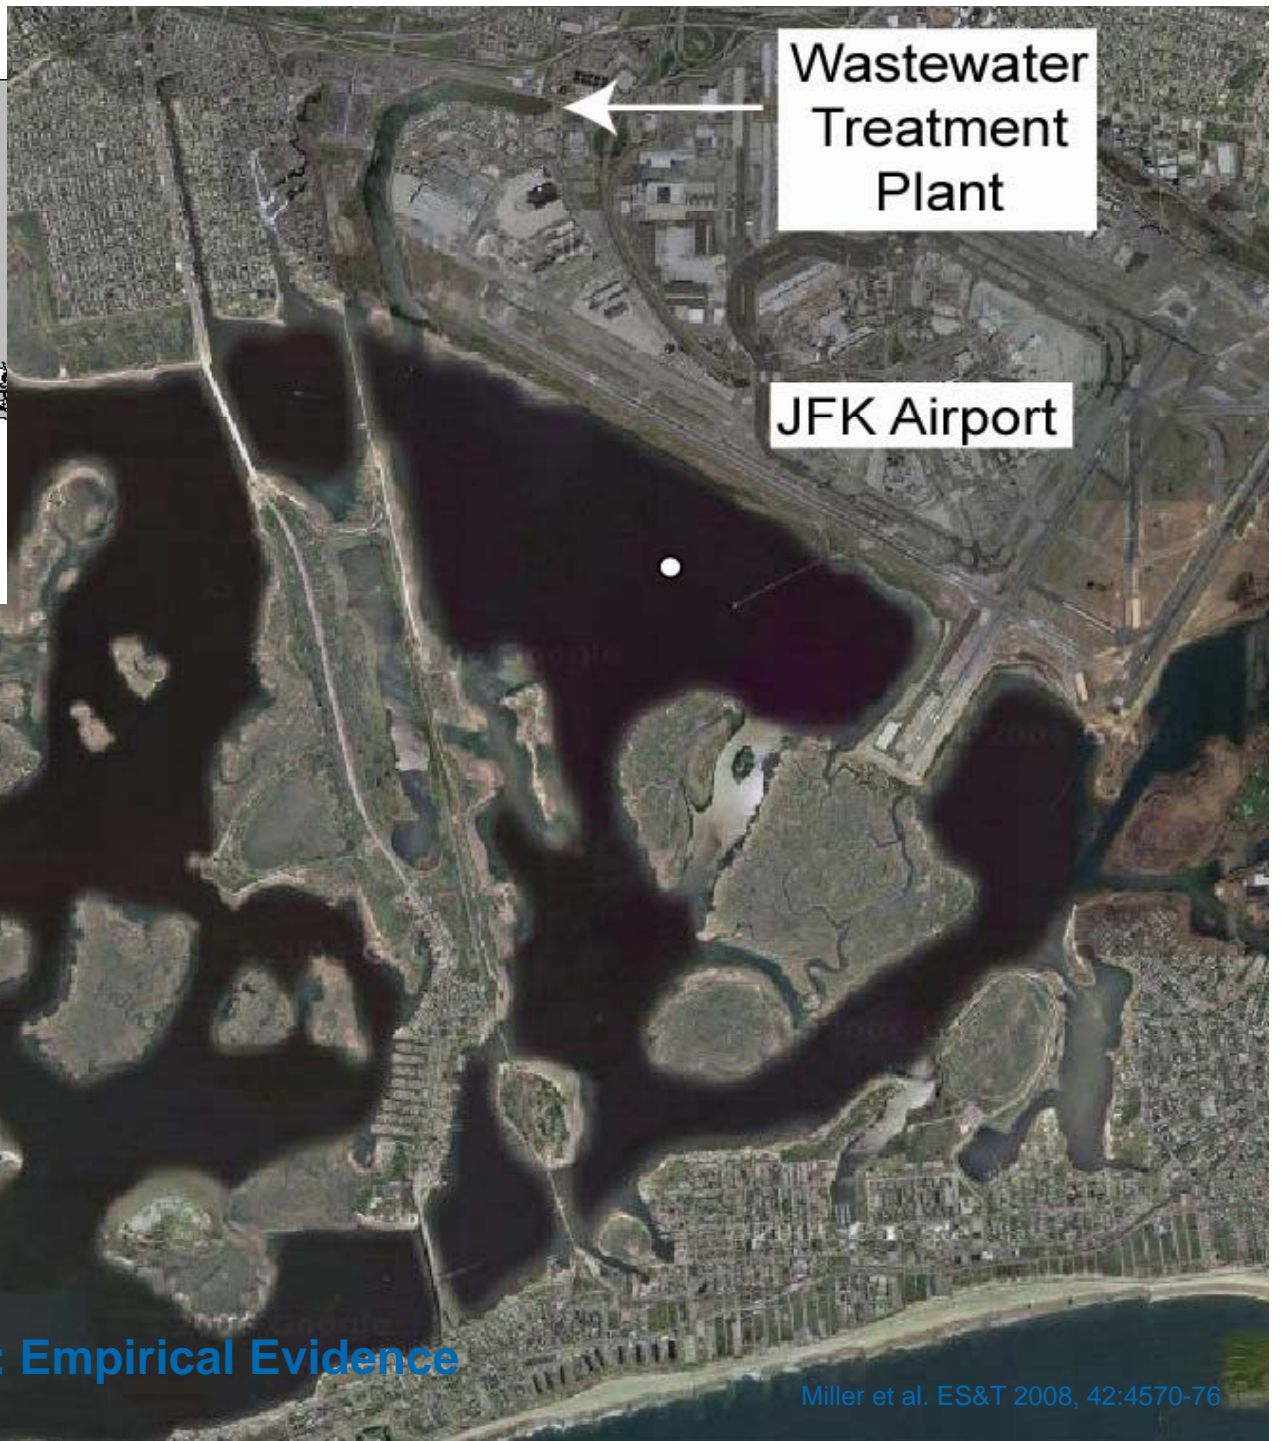 Wastewater
Treatment
Plant
JFK Airport
: Empirical Evidence
Miller et al. ES&T 2008, 42:4570-76